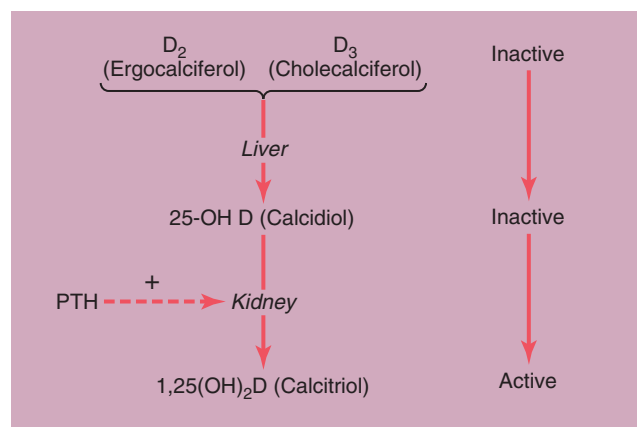 D₂ D₃ Inactive
(Ergocalciferol) (Cholecalciferol)
Liver
25-OH D (Calcidiol) Inactive
+
PTH Kidney
1,25(OH)₂D (Calcitriol) Active